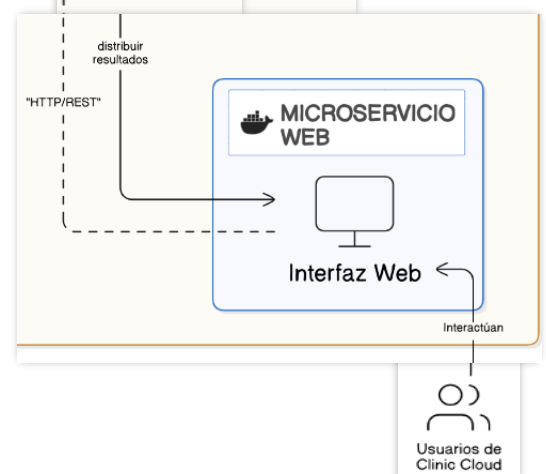 distribuir
resultados
"HTTP/REST"
MICROSERVICIO
WEB
Interfaz Web
Interactúan
Usuarios de
Clinic Cloud